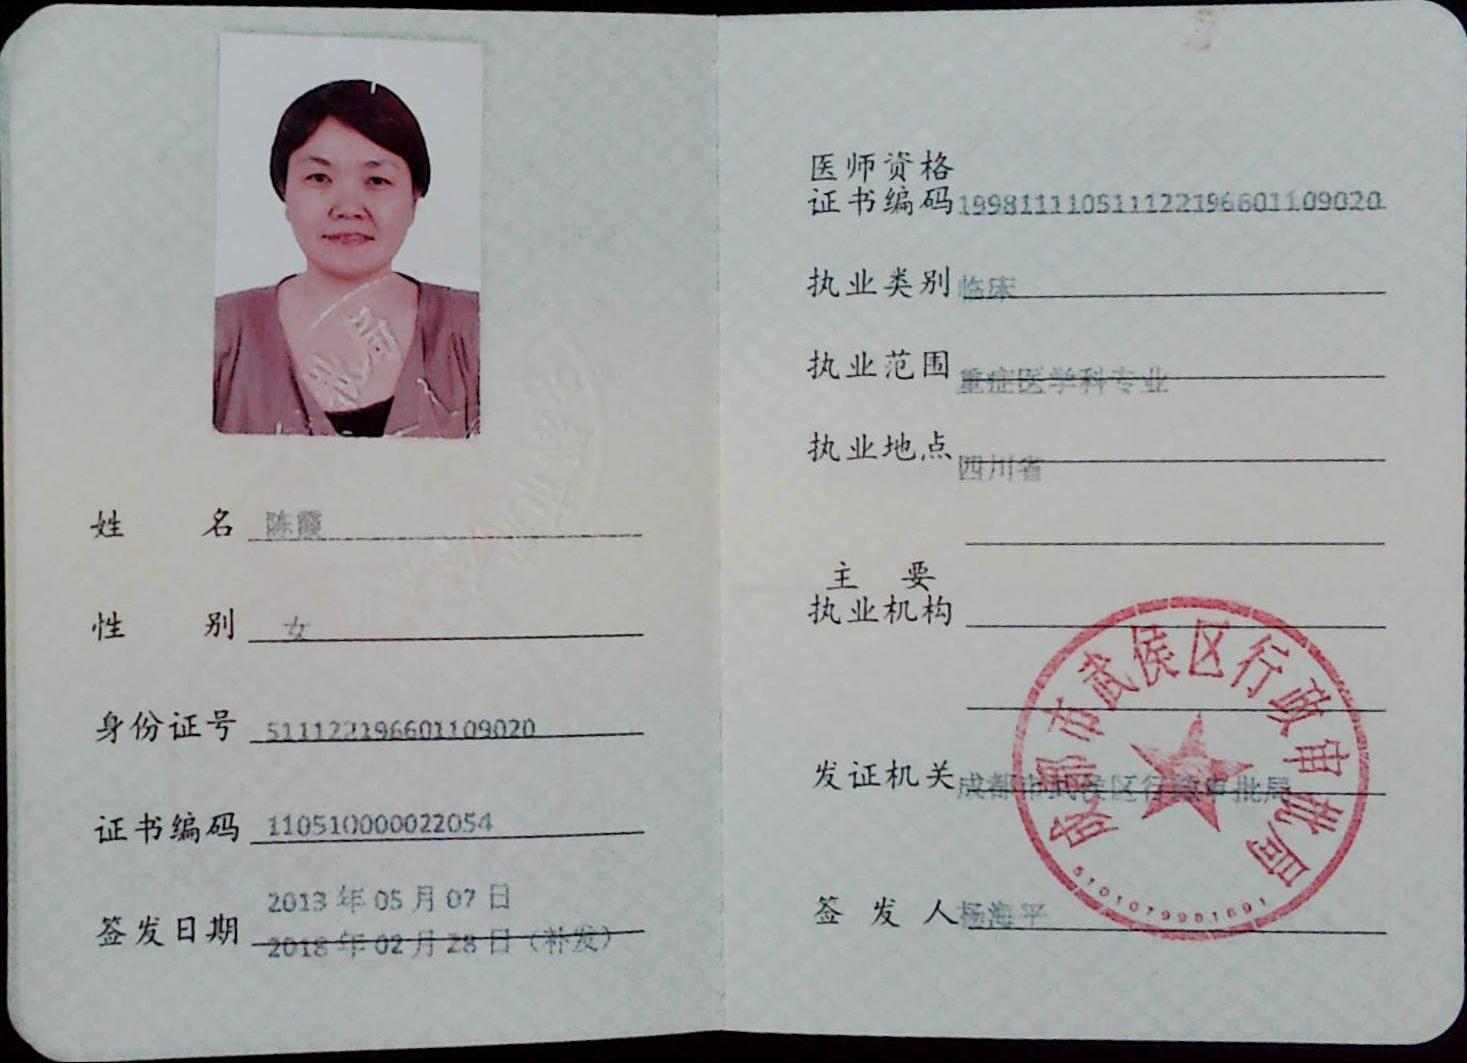 姓名 陈霞
性别 女
身份证号 511122196601109020
证书编码 110510000022054
签发日期 2013 年 05 月 07 日
2018 年 02 月 28 日（补发）
医师资格
证书编码 199811110511122196601109020
执业类别 临床
执业范围 重症医学科专业
执业地点 四川省
主要
执业机构
发证机关 成都市武侯区行政审批局
签发人 杨海平
成都市武侯区行政审批局
5101079981691